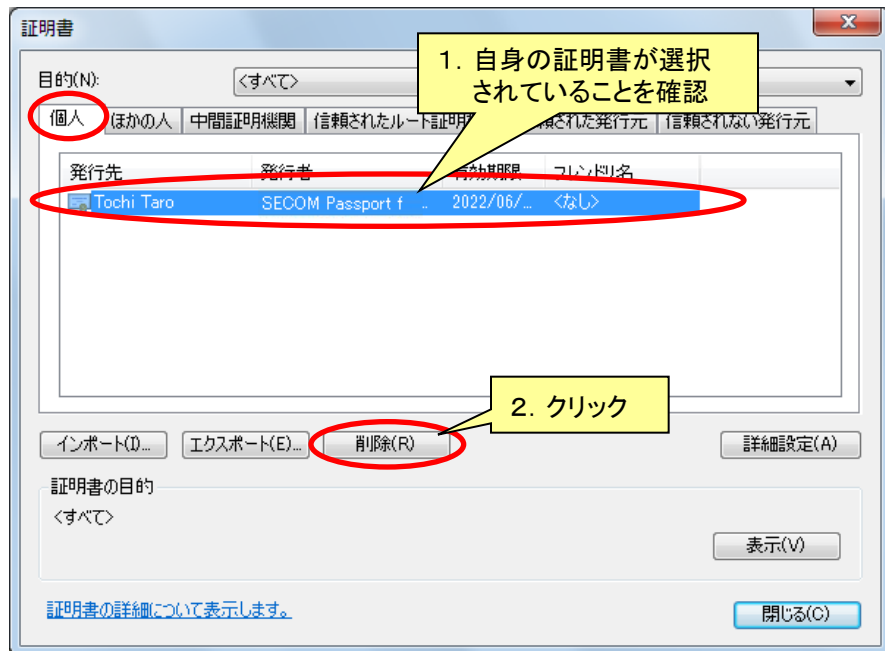 証明書
目的(N):
<すべて>
1. 自身の証明書が選択
されていることを確認
個人
ほかの人
中間証明機関
信頼されたルート証明
頼された発行元
信頼されない発行元
発行先
発行者
有効期限
フレンドリ名
Tochi Taro
SECOM Passport f ..
2022/06/...
<なし>
2. クリック
インポート(I)...
エクスポート(E)...
削除(R)
詳細設定(A)
証明書の目的
<すべて>
表示(V)
証明書の詳細について表示します。
閉じる(C)